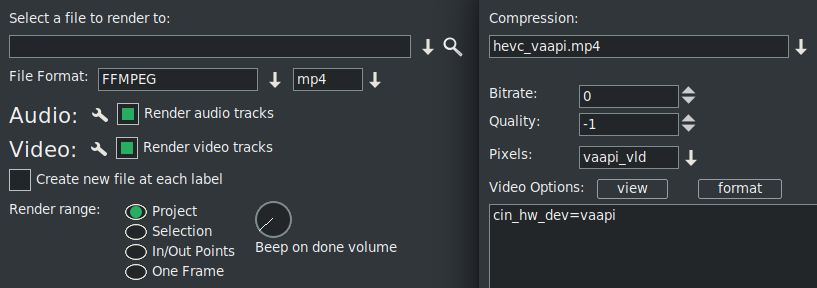 Select a file to render to:
File Format: FFMPEG mp4
Audio: Render audio tracks
Video: Render video tracks
Create new file at each label
Render range: Project
Selection
In/Out Points
One Frame
Beep on done volume
Compression:
hevc_vaapi.mp4
Bitrate: 0
Quality: -1
Pixels: vaapi_vld
Video Options: view format
cin_hw_dev=vaapi